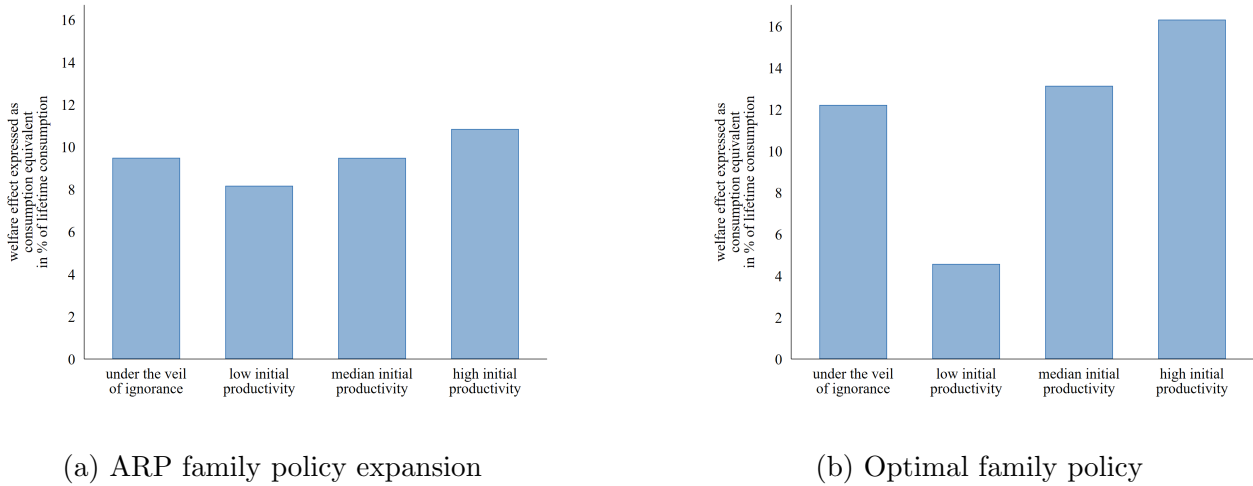 welfare effect expressed as
consumption equivalent
in % of lifetime consumption
16
14
12
10
8
6
4
2
0
under the veil
of ignorance
low initial
productivity
median initial
productivity
high initial
productivity
(a) ARP family policy expansion
welfare effect expressed as
consumption equivalent
in % of lifetime consumption
16
14
12
10
8
6
4
2
0
under the veil
of ignorance
low initial
productivity
median initial
productivity
high initial
productivity
(b) Optimal family policy